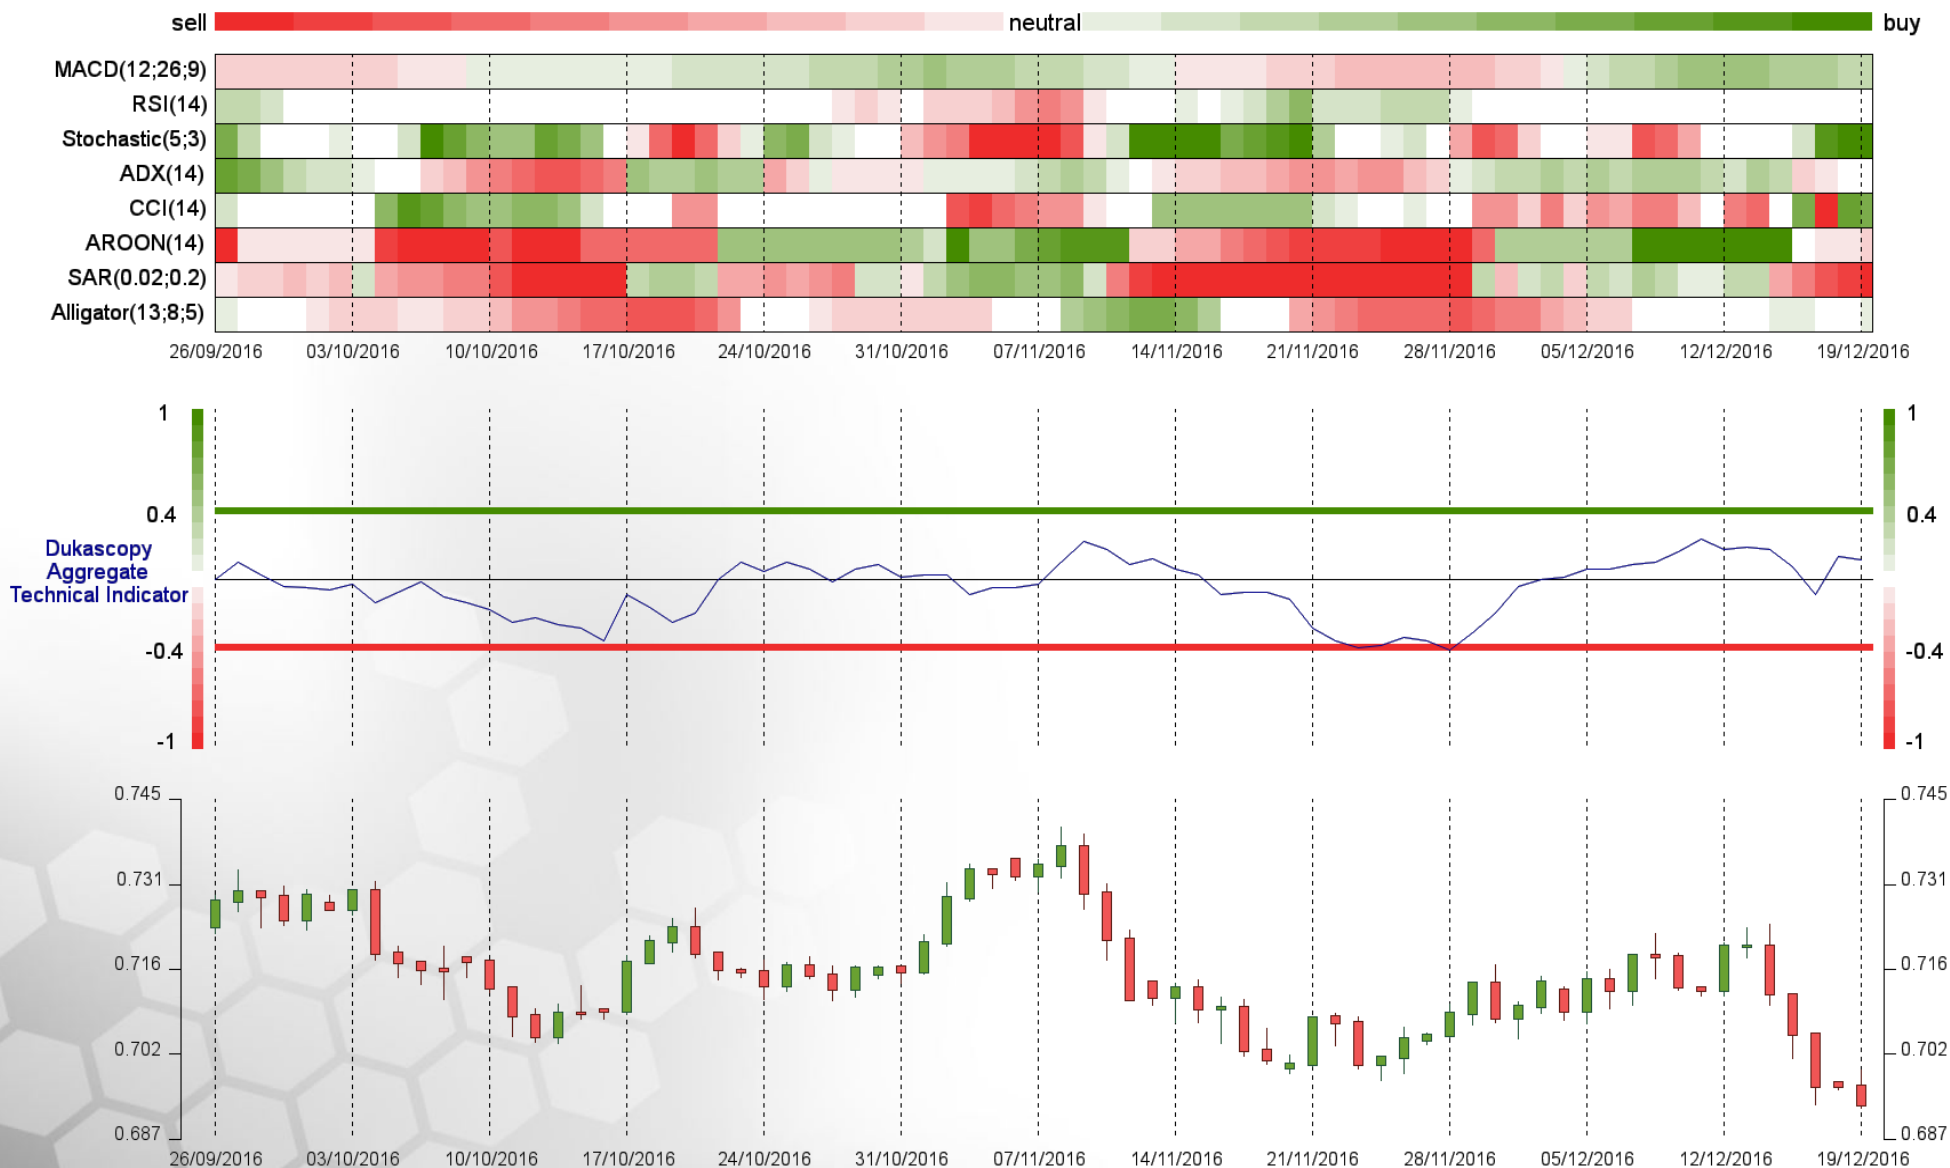 sell neutral buy
MACD(12;26;9)
RSI(14)
Stochastic(5;3)
ADX(14)
CCI(14)
AROON(14)
SAR(0.02;0.2)
Alligator(13;8;5)
26/09/2016 03/10/2016 10/10/2016 17/10/2016 24/10/2016 31/10/2016 07/11/2016 14/11/2016 21/11/2016 28/11/2016 05/12/2016 12/12/2016 19/12/2016
1 1
0.4 0.4
Dukascopy
Aggregate
Technical Indicator
-0.4 -0.4
-1 -1
0.745 0.745
0.731 0.731
0.716 0.716
0.702 0.702
0.687 0.687
26/09/2016 03/10/2016 10/10/2016 17/10/2016 24/10/2016 31/10/2016 07/11/2016 14/11/2016 21/11/2016 28/11/2016 05/12/2016 12/12/2016 19/12/2016